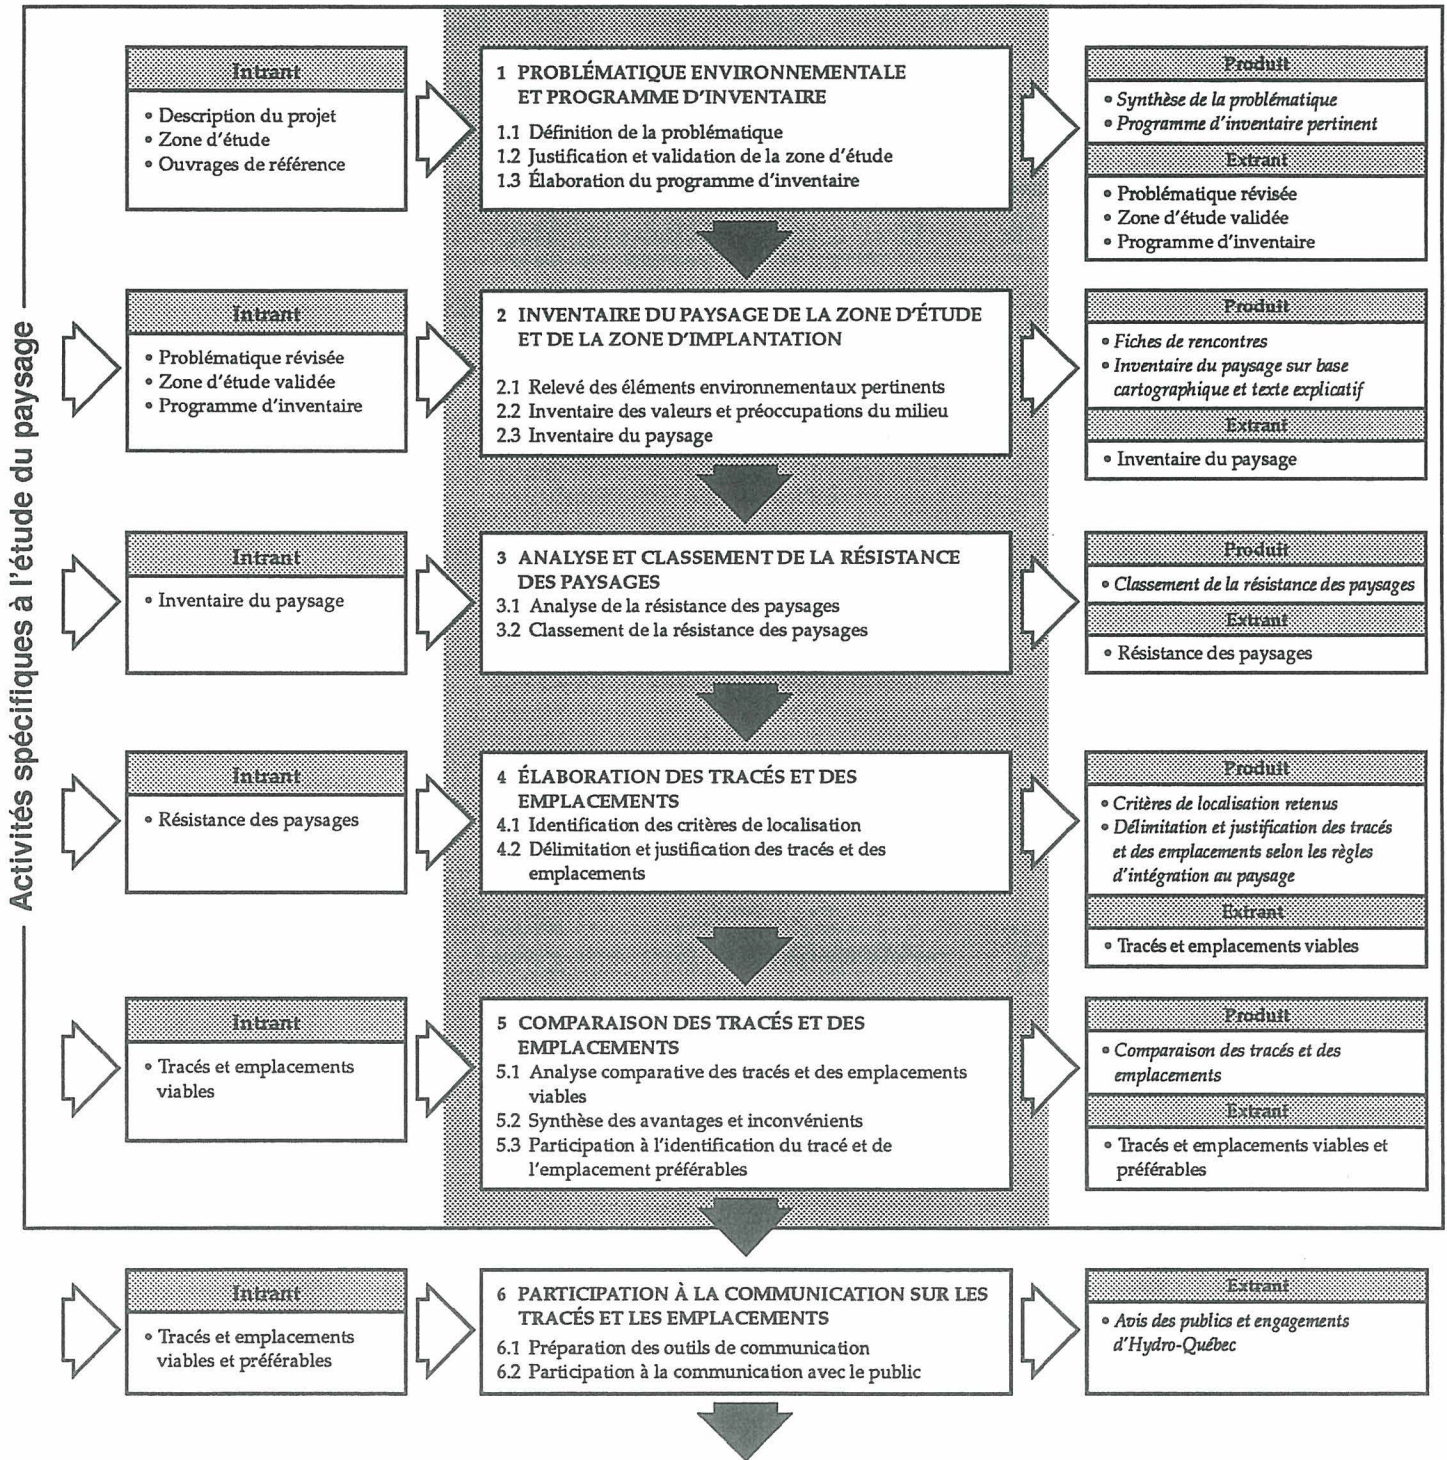 Activités spécifiques à l'étude du paysage
Intrant
• Description du projet
• Zone d'étude
• Ouvrages de référence
1 PROBLÉMATIQUE ENVIRONNEMENTALE
ET PROGRAMME D'INVENTAIRE
1.1 Définition de la problématique
1.2 Justification et validation de la zone d'étude
1.3 Élaboration du programme d'inventaire
Produit
• Synthèse de la problématique
• Programme d'inventaire pertinent
Extrant
• Problématique révisée
• Zone d'étude validée
• Programme d'inventaire
Intrant
• Problématique révisée
• Zone d'étude validée
• Programme d'inventaire
2 INVENTAIRE DU PAYSAGE DE LA ZONE D'ÉTUDE
ET DE LA ZONE D'IMPLANTATION
2.1 Relevé des éléments environnementaux pertinents
2.2 Inventaire des valeurs et préoccupations du milieu
2.3 Inventaire du paysage
Produit
• Fiches de rencontres
• Inventaire du paysage sur base
cartographique et texte explicatif
Extrant
• Inventaire du paysage
Intrant
• Inventaire du paysage
3 ANALYSE ET CLASSEMENT DE LA RÉSISTANCE
DES PAYSAGES
3.1 Analyse de la résistance des paysages
3.2 Classement de la résistance des paysages
Produit
• Classement de la résistance des paysages
Extrant
• Résistance des paysages
Intrant
• Résistance des paysages
4 ÉLABORATION DES TRACÉS ET DES
EMPLACEMENTS
4.1 Identification des critères de localisation
4.2 Délimitation et justification des tracés et des
emplacements
Produit
• Critères de localisation retenus
• Délimitation et justification des tracés
et des emplacements selon les règles
d'intégration au paysage
Extrant
• Tracés et emplacements viables
Intrant
• Tracés et emplacements
viables
5 COMPARAISON DES TRACÉS ET DES
EMPLACEMENTS
5.1 Analyse comparative des tracés et des emplacements
viables
5.2 Synthèse des avantages et inconvénients
5.3 Participation à l'identification du tracé et de
l'emplacement préférables
Produit
• Comparaison des tracés et des
emplacements
Extrant
• Tracés et emplacements viables et
préférables
Intrant
• Tracés et emplacements
viables et préférables
6 PARTICIPATION À LA COMMUNICATION SUR LES
TRACÉS ET LES EMPLACEMENTS
6.1 Préparation des outils de communication
6.2 Participation à la communication avec le public
Extrant
• Avis des publics et engagements
d'Hydro-Québec